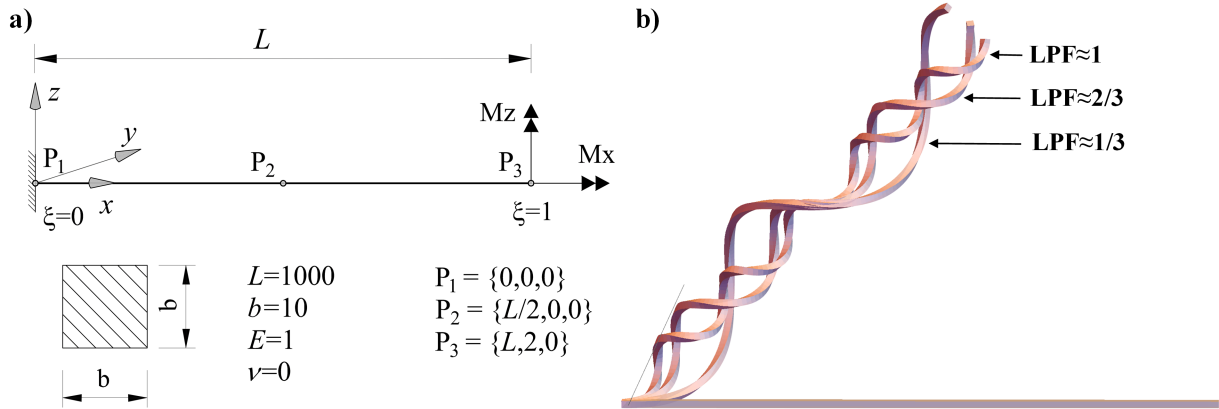 a)
L
z
y
Mz
P₁
P₂
P₃
Mx
x
ξ=0
ξ=1
b
b
L=1000
b=10
E=1
ν=0
P₁ = {0,0,0}
P₂ = {L/2,0,0}
P₃ = {L,2,0}
b)
LPF≈1
LPF≈2/3
LPF≈1/3